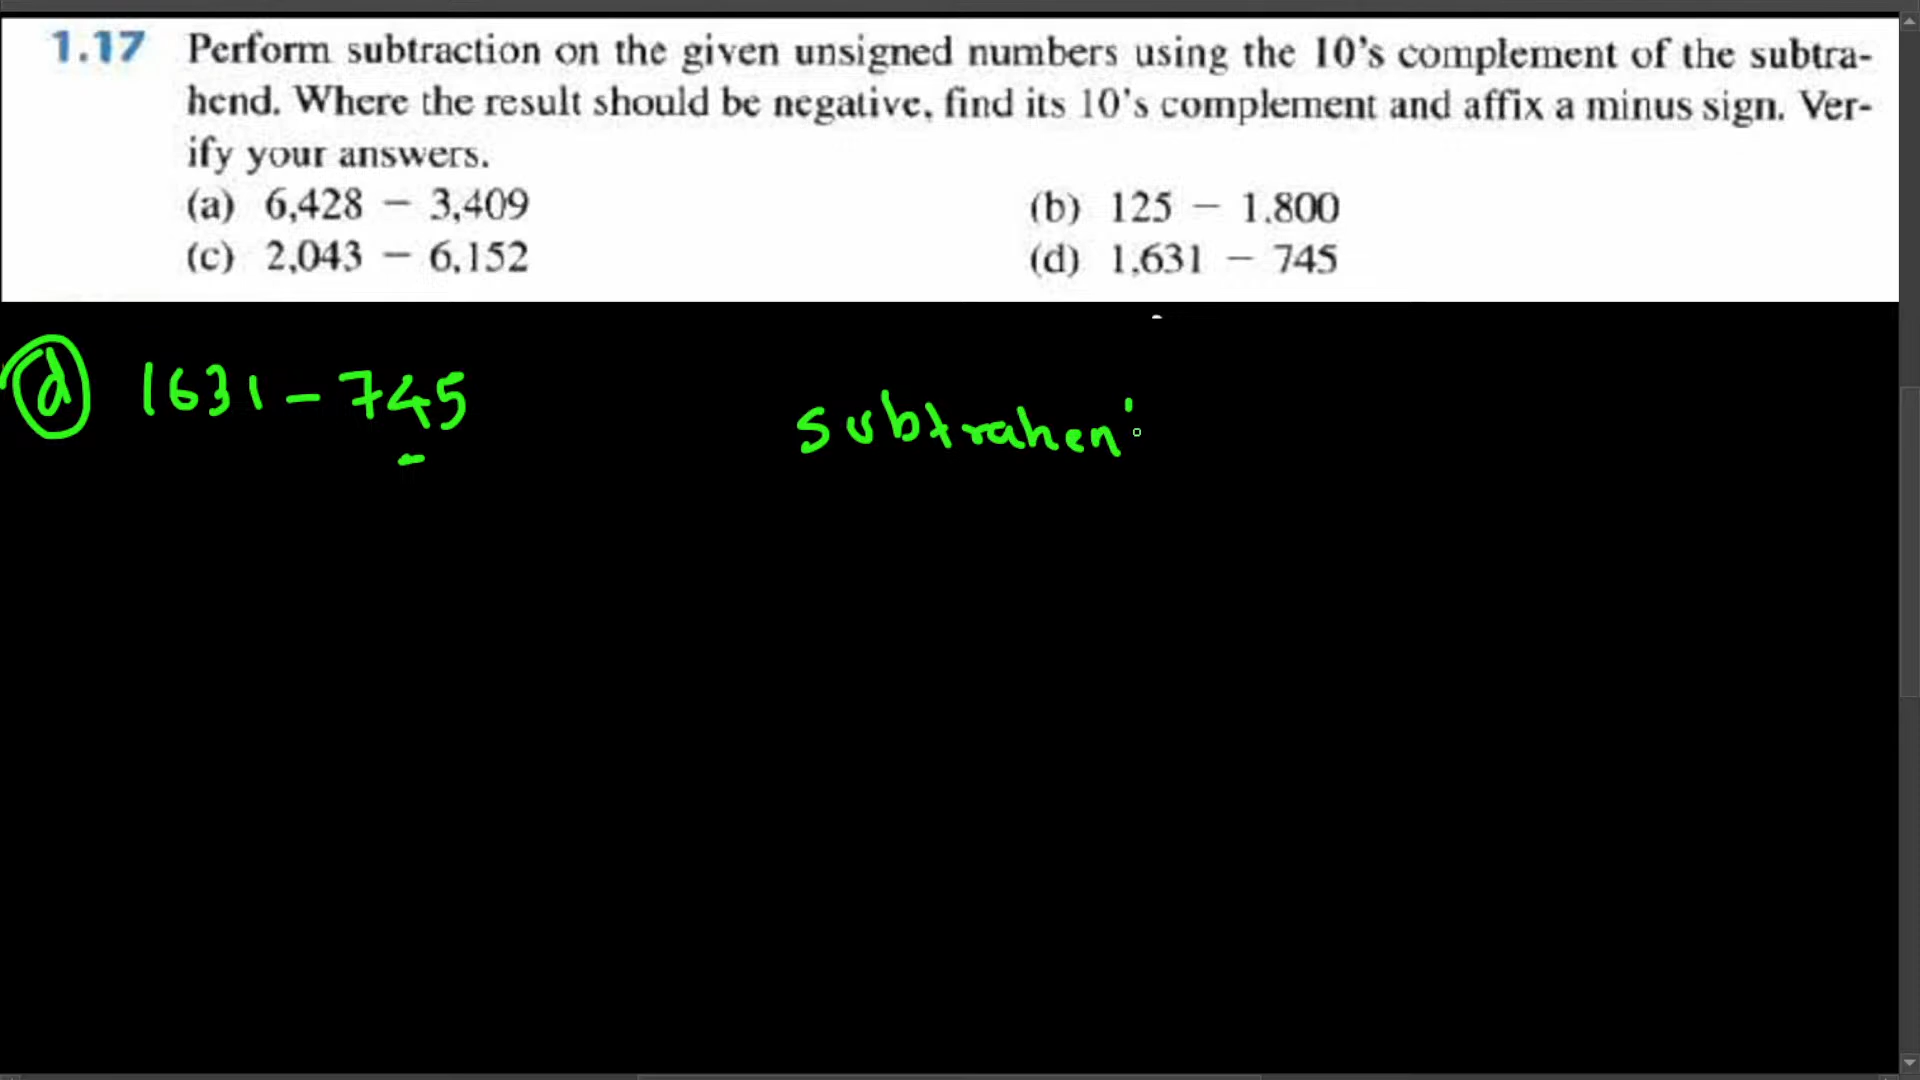 1.17 Perform subtraction on the given unsigned numbers using the 10's complement of the subtra-
hend. Where the result should be negative, find its 10's complement and affix a minus sign. Ver-
ify your answers.
(a) 6,428 − 3,409 (b) 125 − 1,800
(c) 2,043 − 6,152 (d) 1,631 − 745
d 1631 - 745
subtrahen